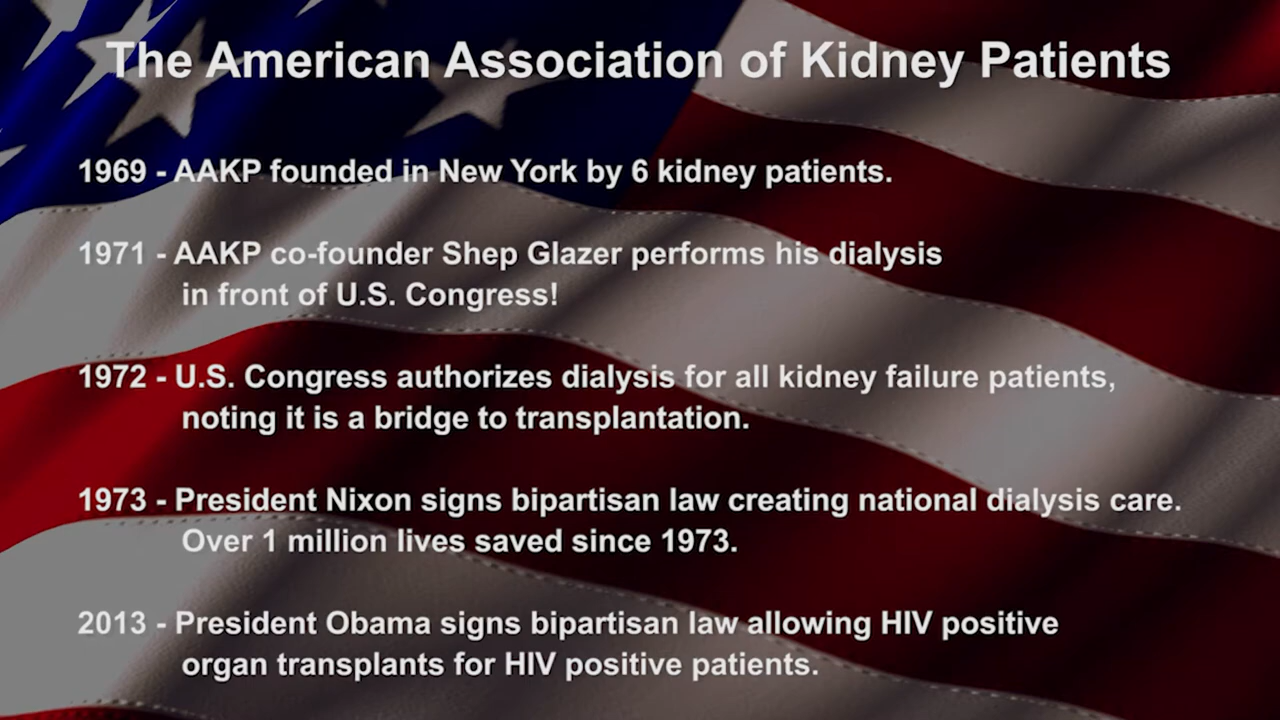 The American Association of Kidney Patients
1969 - AAKP founded in New York by 6 kidney patients.
1971 - AAKP co-founder Shep Glazer performs his dialysis
in front of U.S. Congress!
1972 - U.S. Congress authorizes dialysis for all kidney failure patients,
noting it is a bridge to transplantation.
1973 - President Nixon signs bipartisan law creating national dialysis care.
Over 1 million lives saved since 1973.
2013 - President Obama signs bipartisan law allowing HIV positive
organ transplants for HIV positive patients.